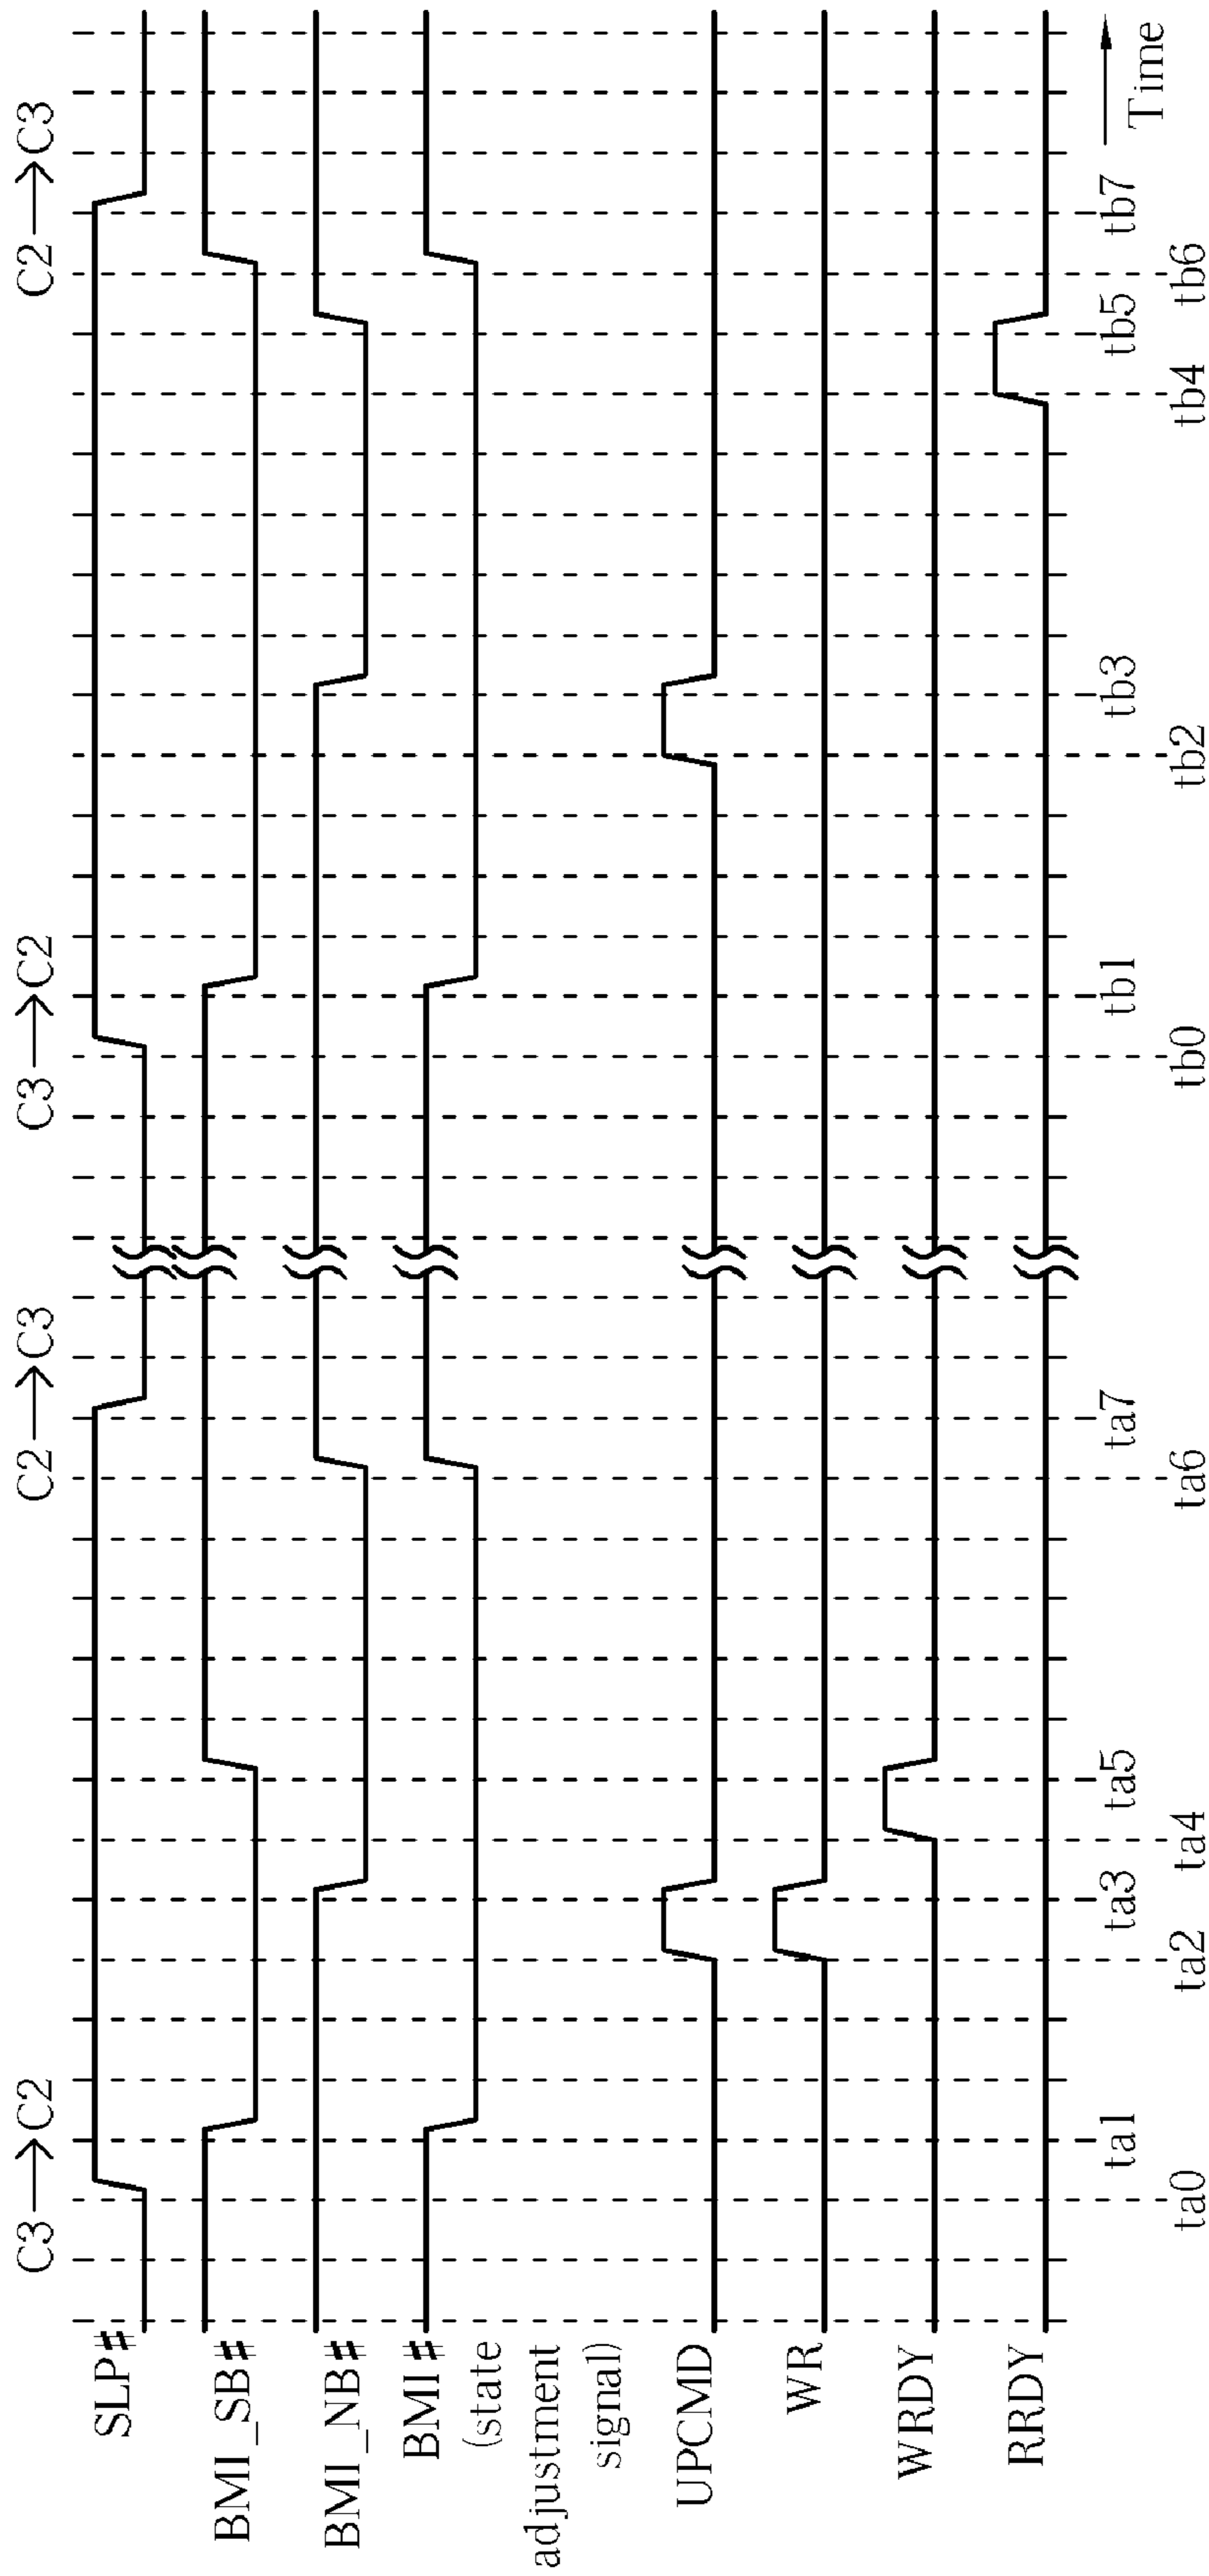 C3→C2
C2→C3
C3→C2
C2→C3
SLP#
BMI_SB#
BMI_NB#
BMI#
(state
adjustment
signal)
UPCMD
WR
WRDY
RRDY
ta1
ta3
ta5
ta7
tb1
tb3
tb5
tb7
ta0
ta2
ta4
ta6
tb0
tb2
tb4
tb6
Time